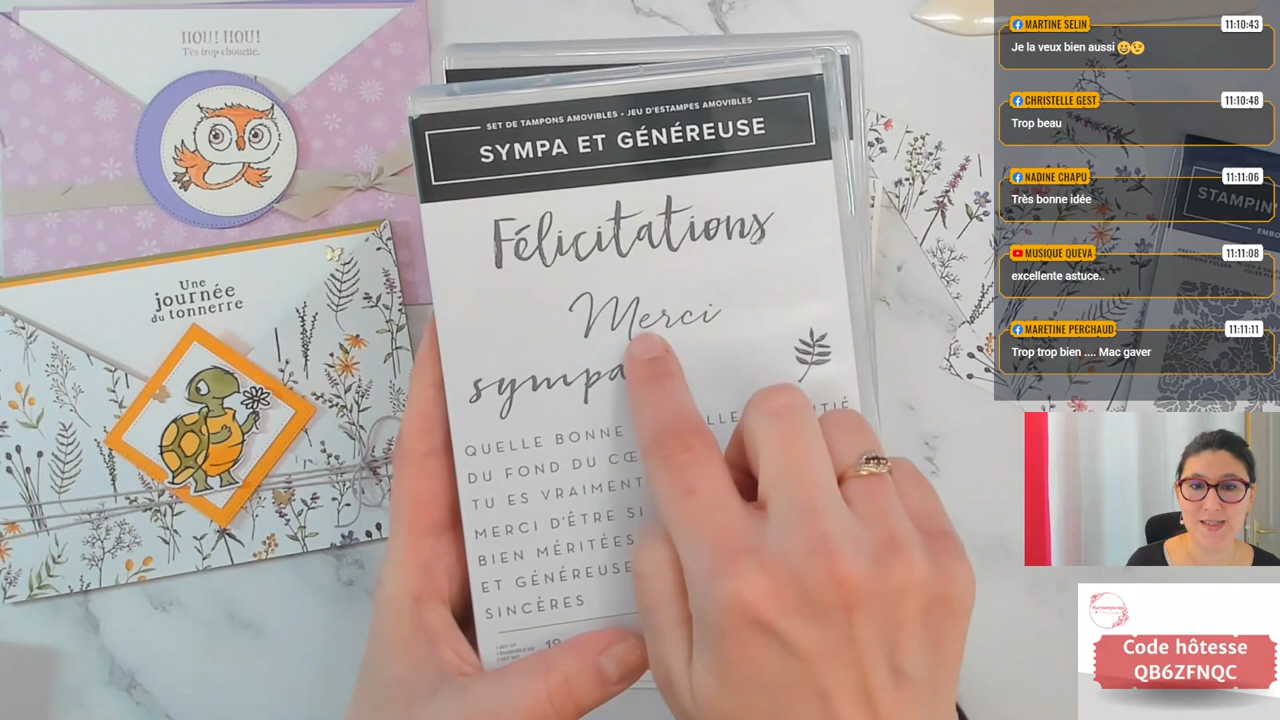 HOU! HOU!
T'es trop chouette.
Une
journée
du tonnerre
SET DE TAMPONS AMOVIBLES • JEU D'ESTAMPES AMOVIBLES
SYMPA ET GÉNÉREUSE
Félicitations
Merci
sympa
QUELLE BONNE
DU FOND DU
TU ES VRAIMENT
MERCI D'ÊTRE
BIEN MÉRITÉES
ET GÉNÉREUSE
SINCÈRES
MARTINE SELIN
11:10:43
Je la veux bien aussi 😀😉
CHRISTELLE GEST
11:10:48
Trop beau
NADINE CHAPU
11:11:06
Très bonne idée
MUSIQUE QUEVA
11:11:08
excellente astuce..
MARETINE PERCHAUD
11:11:11
Trop trop bien .... Mac gaver
Code hôtesse
QB6ZFNQC